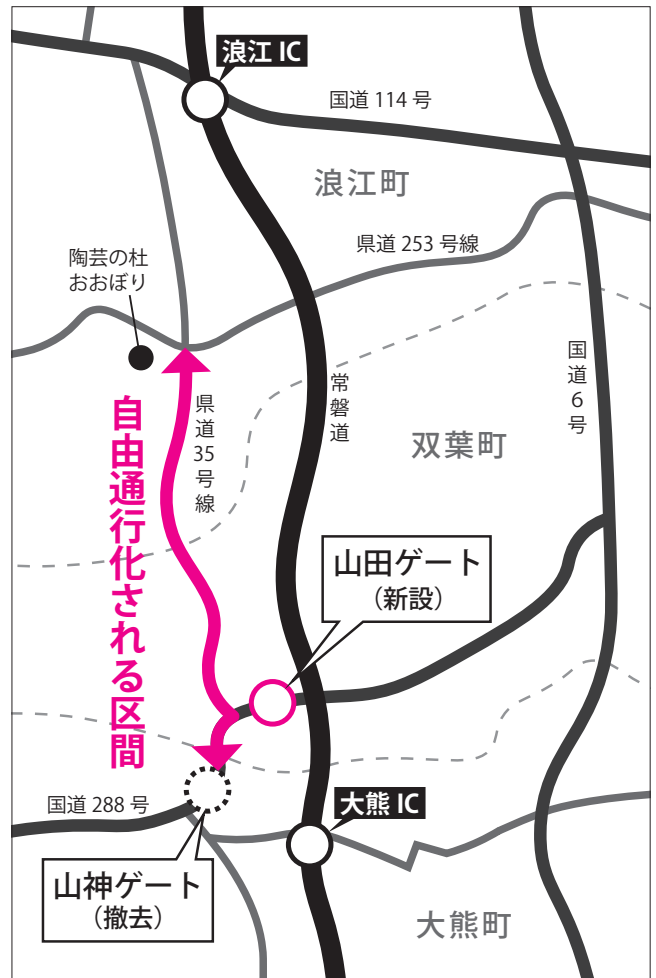 浪江 IC
国道 114 号
浪江町
県道 253 号線
陶芸の杜
おおぼり
国道6号
常磐道
県道35号線
自由通行化される区間
双葉町
山田ゲート
（新設）
国道 288 号
大熊 IC
山神ゲート
（撤去）
大熊町